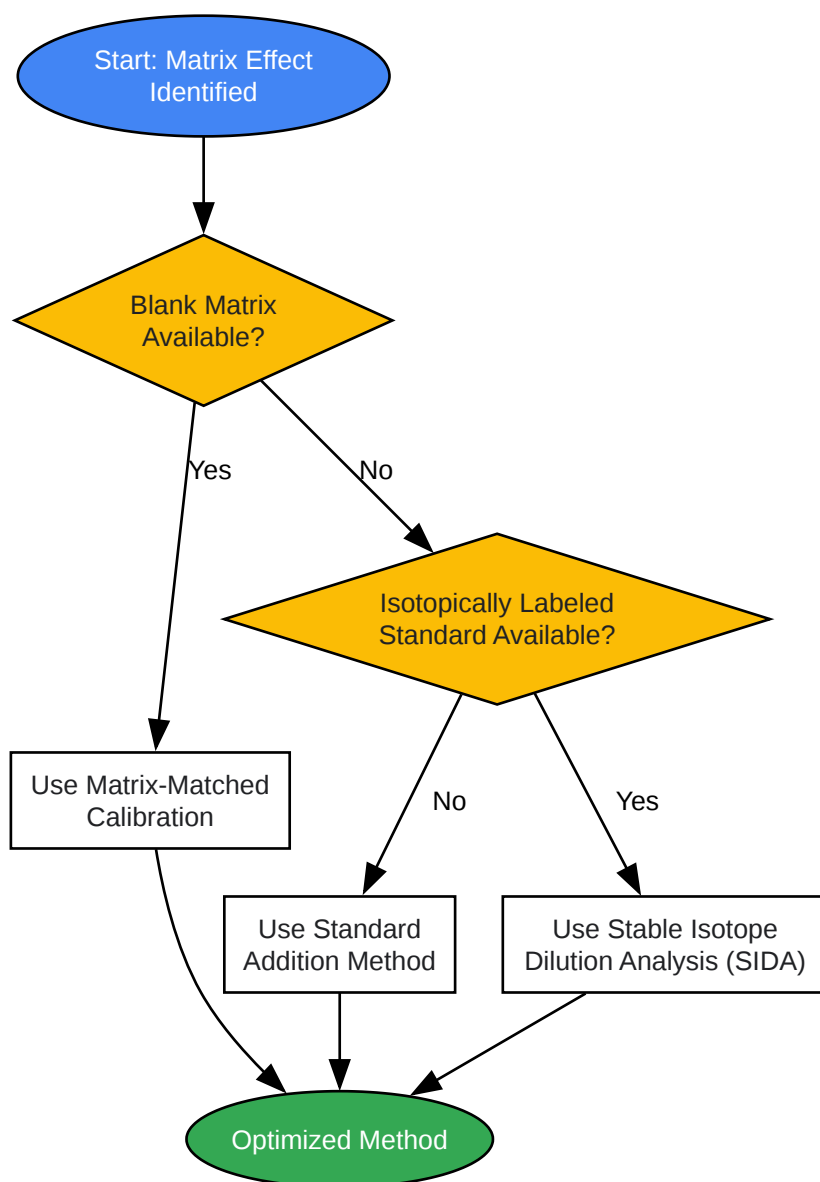 Start: Matrix Effect
Identified
Blank Matrix
Available?
Yes
No
Isotopically Labeled
Standard Available?
Use Matrix-Matched
Calibration
No
Yes
Use Standard
Addition Method
Use Stable Isotope
Dilution Analysis (SIDA)
Optimized Method